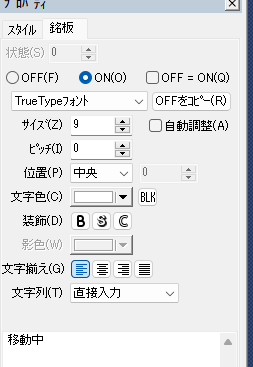 プロパティ
スタイル 銘板
状態(S) 0
OFF(F) ON(O) OFF = ON(Q)
TrueTypeフォント OFFをコピー(R)
サイズ(Z) 9 自動調整(A)
ピッチ(I) 0
位置(P) 中央 0
文字色(C) BLK
装飾(D) B S C
影色(W)
文字揃え(G)
文字列(T) 直接入力
移動中